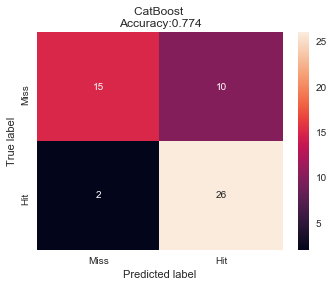 CatBoost
Accuracy:0.774
Miss
15
10
Hit
2
26
Miss
Hit
True label
Predicted label
25
20
15
10
5